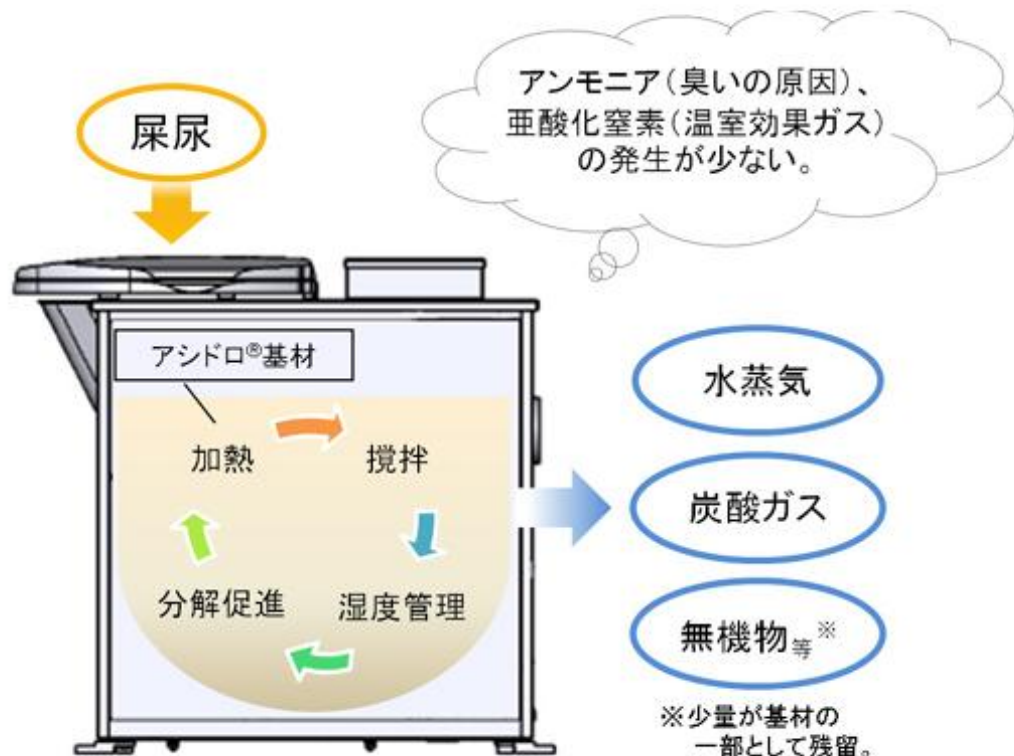 屎尿
アンモニア(臭いの原因)、
亜酸化窒素(温室効果ガス)
の発生が少ない。
アシドロ®基材
加熱
撹拌
分解促進
湿度管理
水蒸気
炭酸ガス
無機物等※
※少量が基材の
一部として残留。